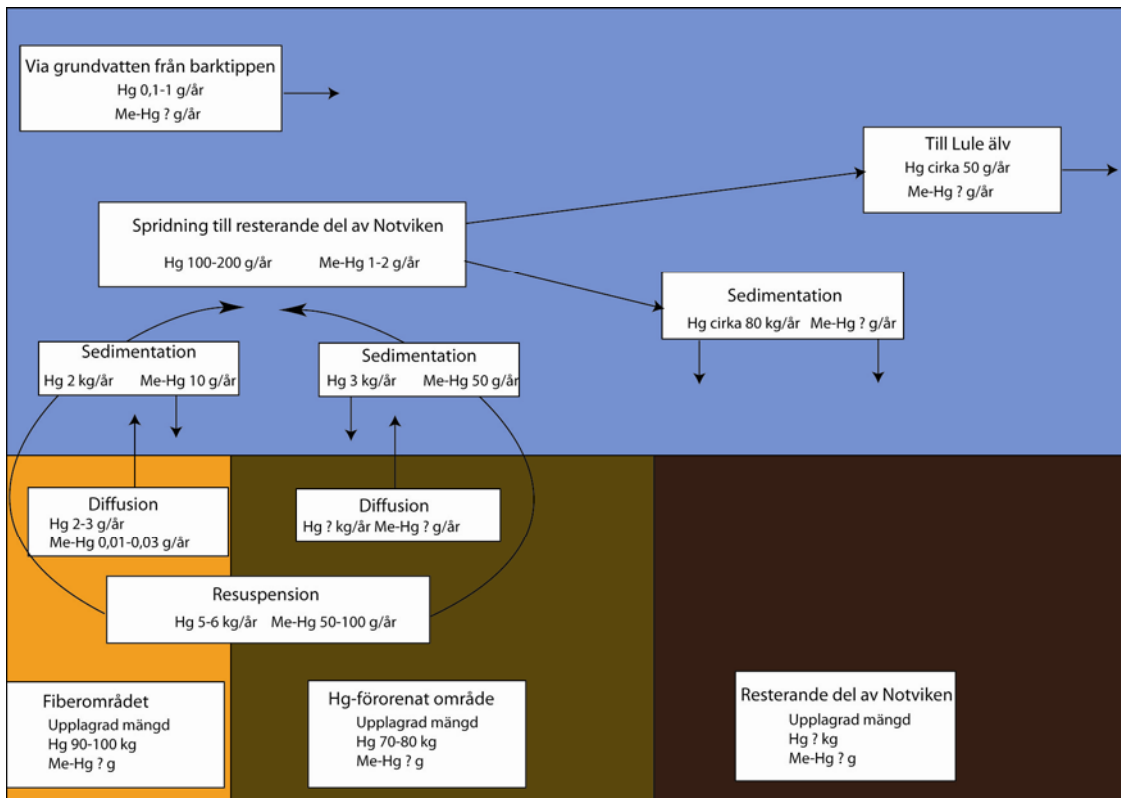 Via grundvatten från barktippen
Hg 0,1-1 g/år
Me-Hg ? g/år
Till Lule älv
Hg cirka 50 g/år
Me-Hg ? g/år
Spridning till resterande del av Notviken
Hg 100-200 g/år Me-Hg 1-2 g/år
Sedimentation
Hg cirka 80 kg/år Me-Hg ? g/år
Sedimentation
Hg 2 kg/år Me-Hg 10 g/år
Sedimentation
Hg 3 kg/år Me-Hg 50 g/år
Diffusion
Hg 2-3 g/år
Me-Hg 0,01-0,03 g/år
Diffusion
Hg ? kg/år Me-Hg ? g/år
Resuspension
Hg 5-6 kg/år Me-Hg 50-100 g/år
Fiberområdet
Upplagrad mängd
Hg 90-100 kg
Me-Hg ? g
Hg-förorenat område
Upplagrad mängd
Hg 70-80 kg
Me-Hg ? g
Resterande del av Notviken
Upplagrad mängd
Hg ? kg
Me-Hg ? g